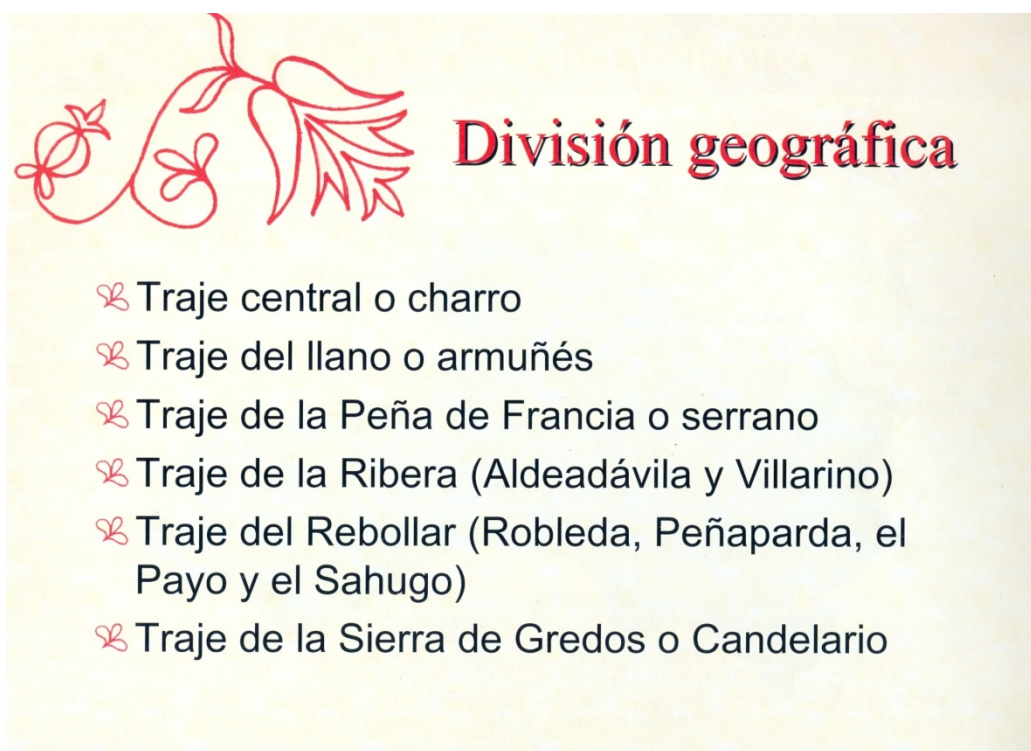 División geográfica
Traje central o charro
Traje del llano o armuñés
Traje de la Peña de Francia o serrano
Traje de la Ribera (Aldeadávila y Villarino)
Traje del Rebollar (Robleda, Peñaparda, el
Payo y el Sahugo)
Traje de la Sierra de Gredos o Candelario